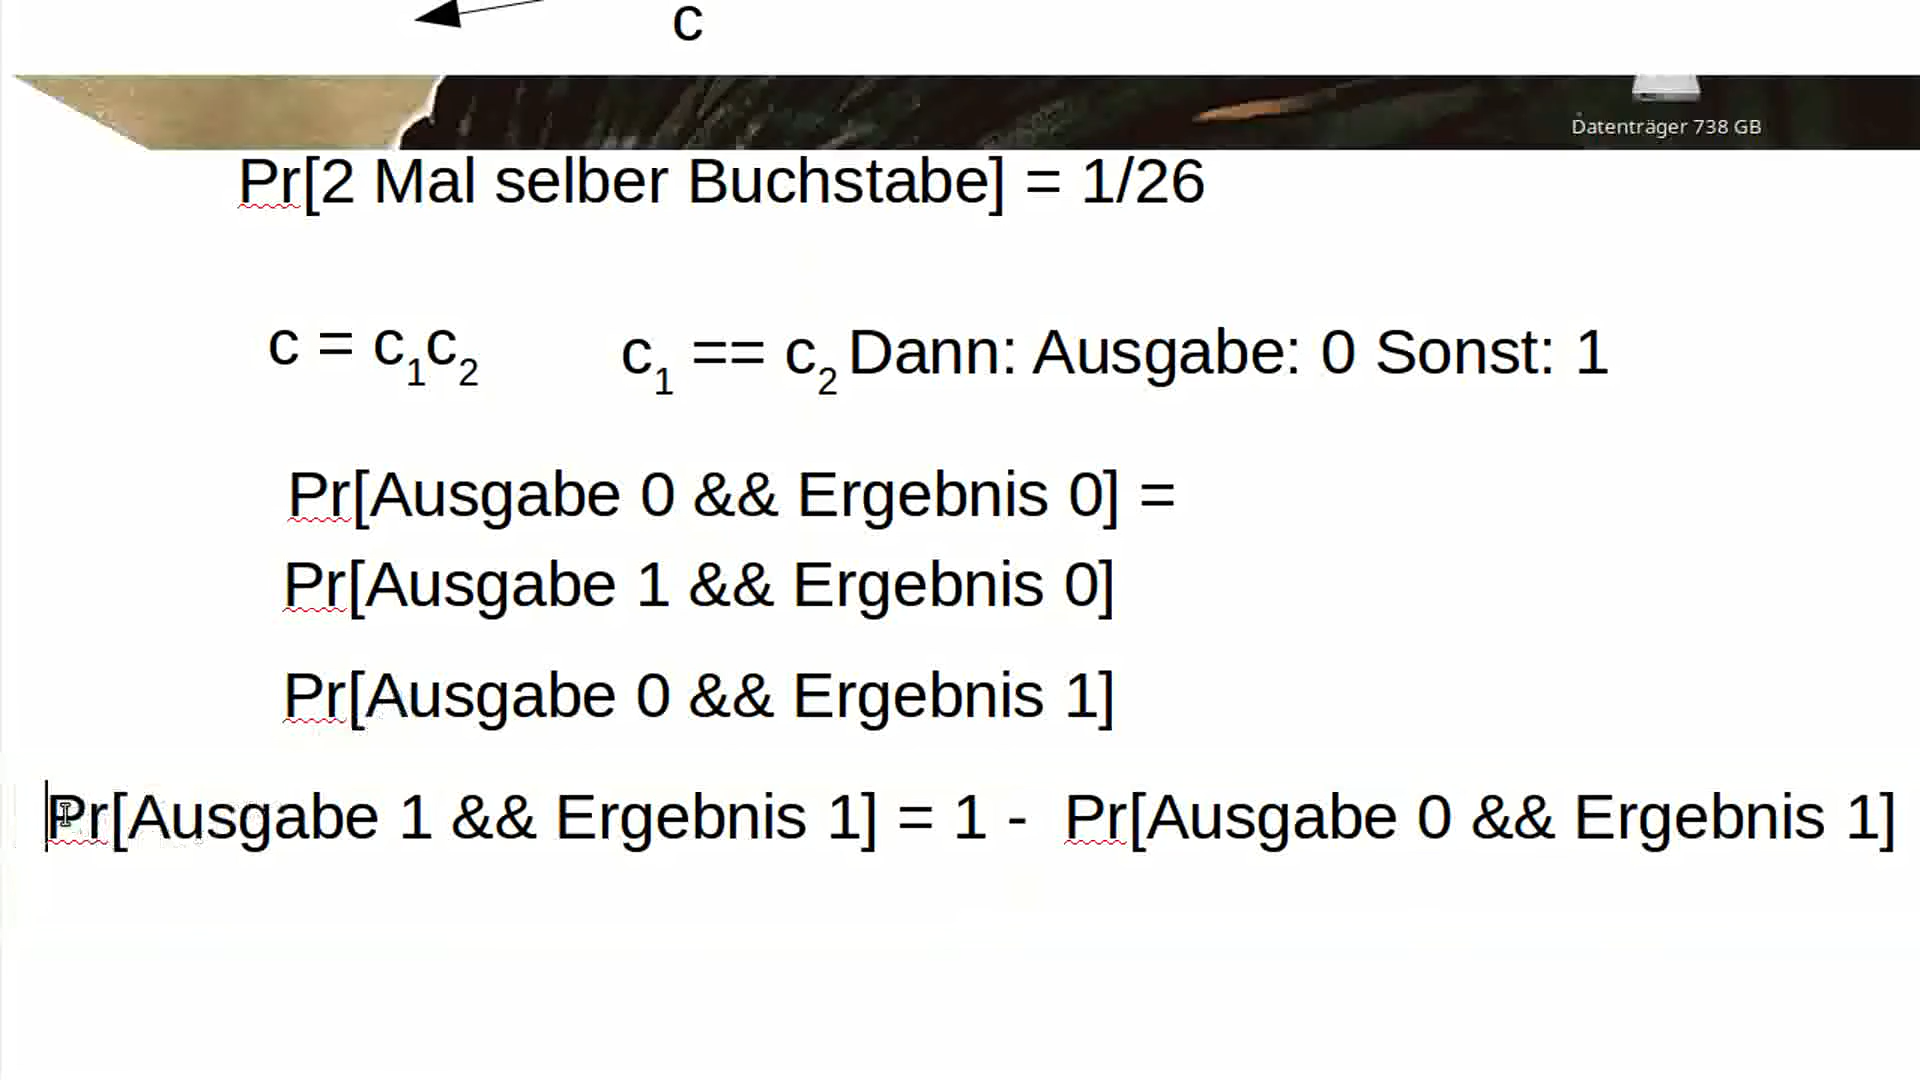 c
Datenträger 738 GB
Pr[2 Mal selber Buchstabe] = 1/26
c = c1c2
c1 == c2 Dann: Ausgabe: 0 Sonst: 1
Pr[Ausgabe 0 && Ergebnis 0] =
Pr[Ausgabe 1 && Ergebnis 0]
Pr[Ausgabe 0 && Ergebnis 1]
Pr[Ausgabe 1 && Ergebnis 1] = 1 - Pr[Ausgabe 0 && Ergebnis 1]